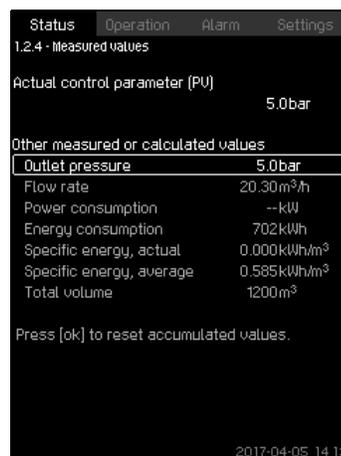 Status Operation Alarm Settings
1.2.4 - Measured values
Actual control parameter (PV)
5.0bar
Other measured or calculated values
Outlet pressure 5.0bar
Flow rate 20.30m³/h
Power consumption --kW
Energy consumption 702kWh
Specific energy, actual 0.000kWh/m³
Specific energy, average 0.585kWh/m³
Total volume 1200m³
Press [ok] to reset accumulated values.
2017-04-05 14:1